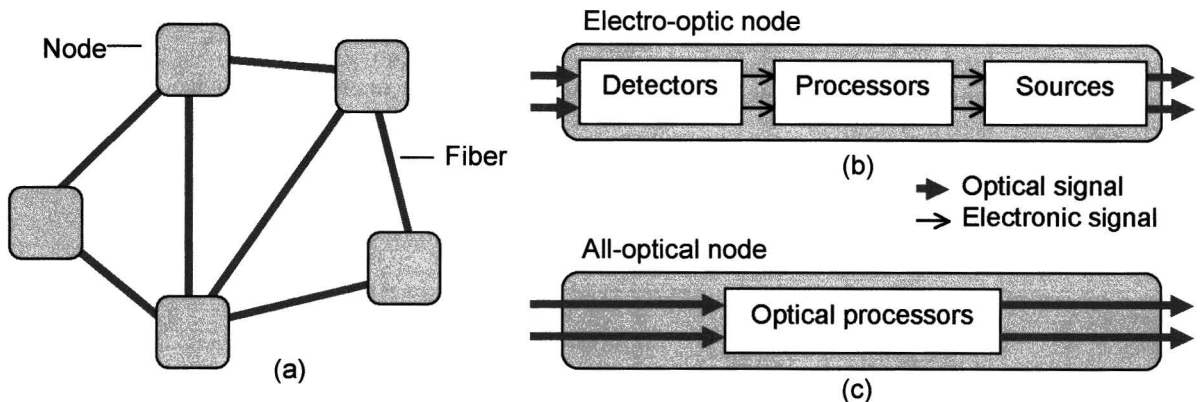 Node
Fiber
(a)
Electro-optic node
Detectors
Processors
Sources
(b)
Optical signal
Electronic signal
All-optical node
Optical processors
(c)